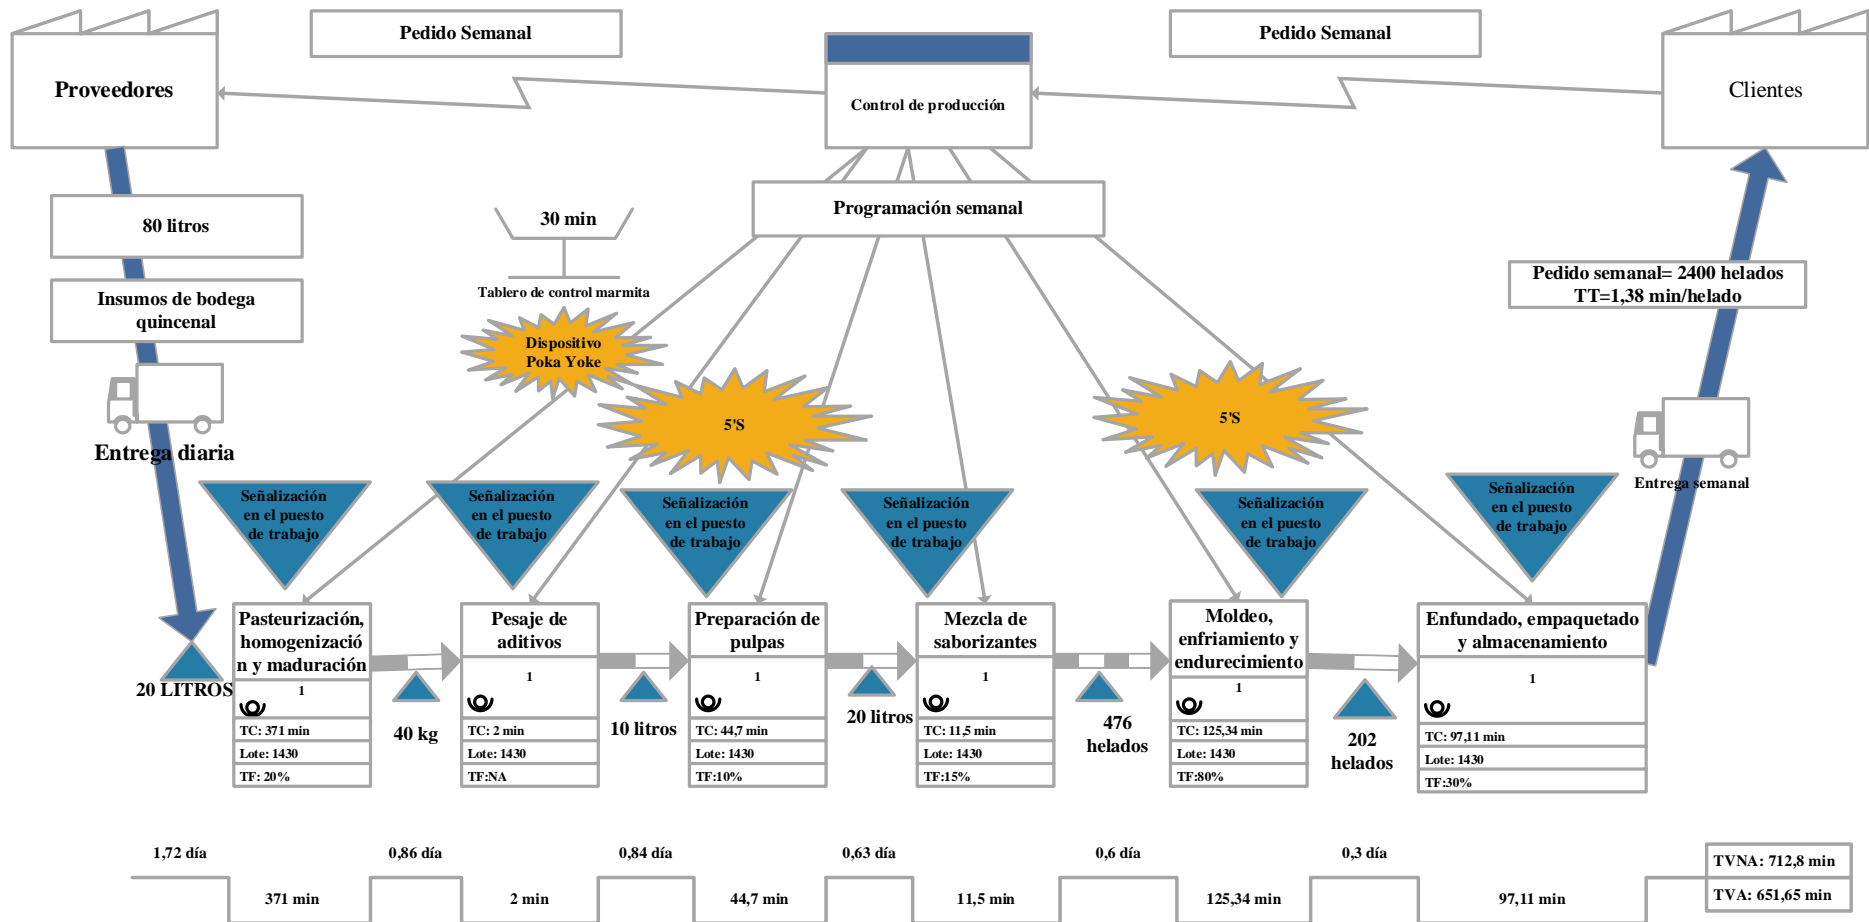 Pedido Semanal
Pedido Semanal
Proveedores
Control de producción
Clientes
80 litros
Insumos de bodega
quincenal
Entrega diaria
30 min
Tablero de control marmita
Programación semanal
Pedido semanal= 2400 helados
TT=1,38 min/helado
Entrega semanal
Dispositivo
Poka Yoke
5'S
5'S
Señalización
en el puesto
de trabajo
Señalización
en el puesto
de trabajo
Señalización
en el puesto
de trabajo
Señalización
en el puesto
de trabajo
Señalización
en el puesto
de trabajo
Señalización
en el puesto
de trabajo
20 LITROS
Pasteurización,
homogenizació
n y maduración
1
TC: 371 min
Lote: 1430
TF: 20%
40 kg
Pesaje de
aditivos
1
TC: 2 min
Lote: 1430
TF:NA
10 litros
Preparación de
pulpas
1
TC: 44,7 min
Lote: 1430
TF:10%
20 litros
Mezcla de
saborizantes
1
TC: 11,5 min
Lote: 1430
TF:15%
476
helados
Moldeo,
enfriamiento y
endurecimiento
1
TC: 125,34 min
Lote: 1430
TF:80%
202
helados
Enfundado, empaquetado
y almacenamiento
1
TC: 97,11 min
Lote: 1430
TF:30%
1,72 día
0,86 día
0,84 día
0,63 día
0,6 día
0,3 día
371 min
2 min
44,7 min
11,5 min
125,34 min
97,11 min
TVNA: 712,8 min
TVA: 651,65 min